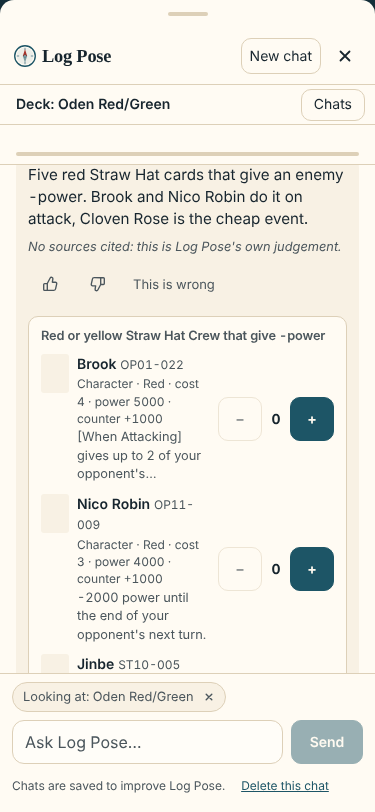 Log Pose
New chat
✕
Deck: Oden Red/Green
Chats
Five red Straw Hat cards that give an enemy
-power. Brook and Nico Robin do it on
attack, Cloven Rose is the cheap event.
No sources cited: this is Log Pose's own judgement.
This is wrong
Red or yellow Straw Hat Crew that give -power
Brook OP01-022
Character · Red · cost
4 · power 5000 ·
counter +1000
[When Attacking]
gives up to 2 of your
opponent's...
− 0 +
Nico Robin OP11-
009
Character · Red · cost
3 · power 4000 ·
counter +1000
-2000 power until
the end of your
opponent's next turn.
− 0 +
Jinbe ST10-005
Looking at: Oden Red/Green ✕
Ask Log Pose...
Send
Chats are saved to improve Log Pose. Delete this chat